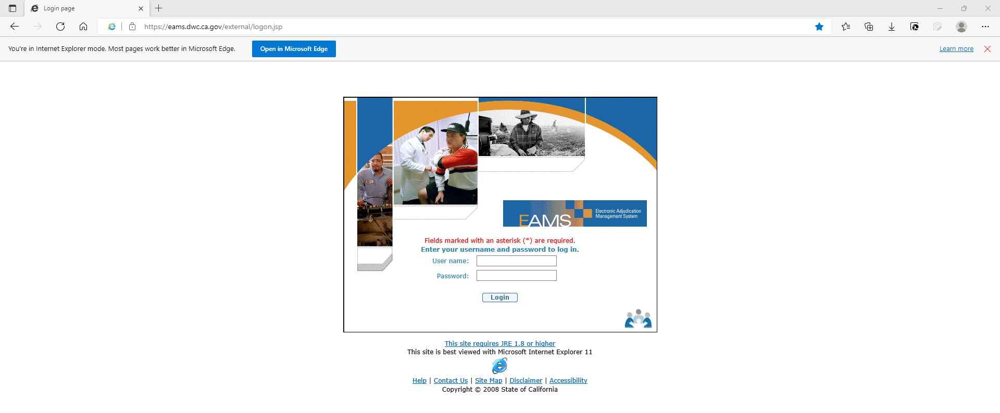 Login page
https://eams.dwc.ca.gov/external/logon.jsp
You're in Internet Explorer mode. Most pages work better in Microsoft Edge.
Open in Microsoft Edge
Learn more
EAMS
Electronic Adjudication
Management System
Fields marked with an asterisk (*) are required.
Enter your username and password to log in.
User name:
Password:
Login
This site requires JRE 1.8 or higher
This site is best viewed with Microsoft Internet Explorer 11
Help | Contact Us | Site Map | Disclaimer | Accessibility
Copyright © 2008 State of California